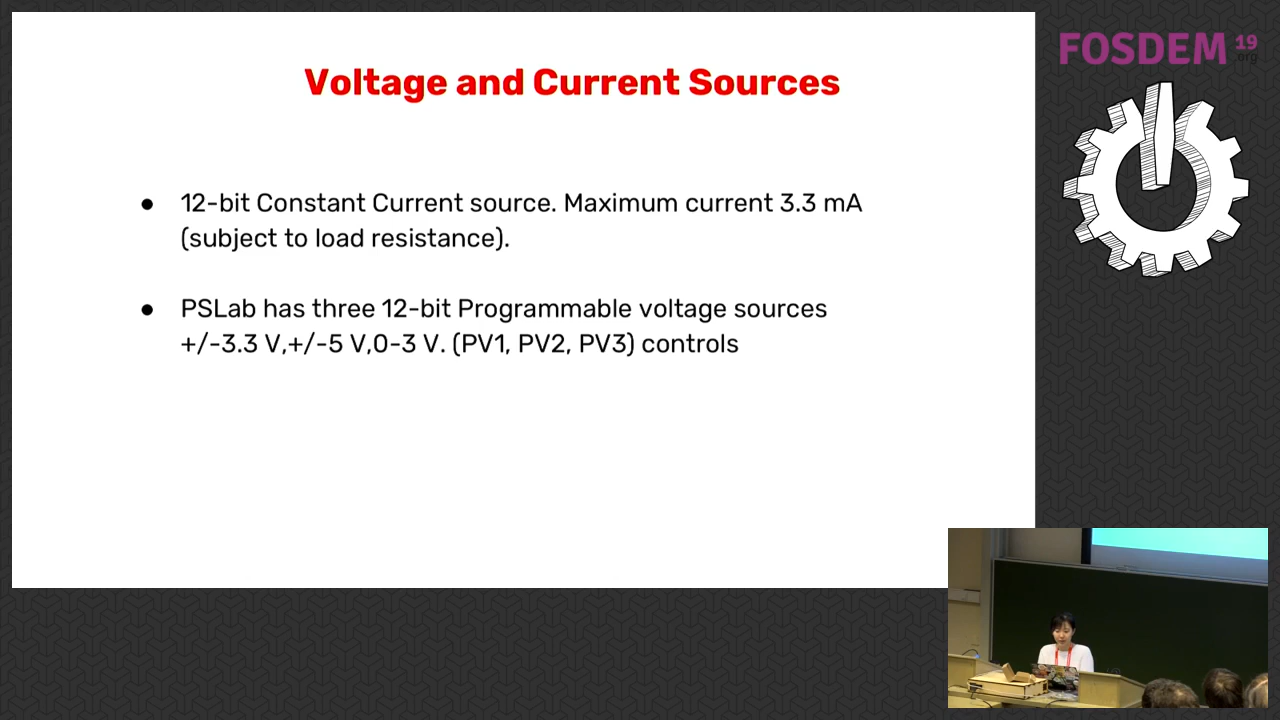 Voltage and Current Sources
● 12-bit Constant Current source. Maximum current 3.3 mA
(subject to load resistance).
● PSLab has three 12-bit Programmable voltage sources
+/-3.3 V,+/-5 V,0-3 V. (PV1, PV2, PV3) controls
FOSDEM 19
.org